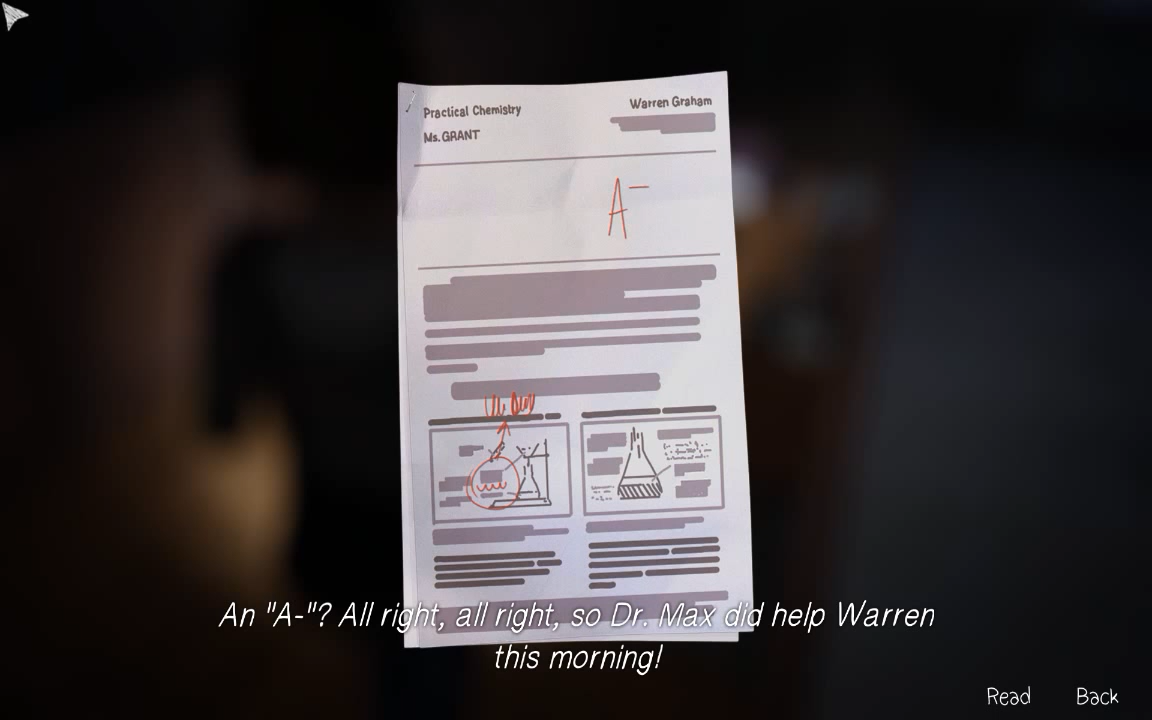 Practical Chemistry
Warren Graham
Ms. GRANT
A-
An "A-"? All right, all right, so Dr. Max did help Warren
this morning!
Read
Back